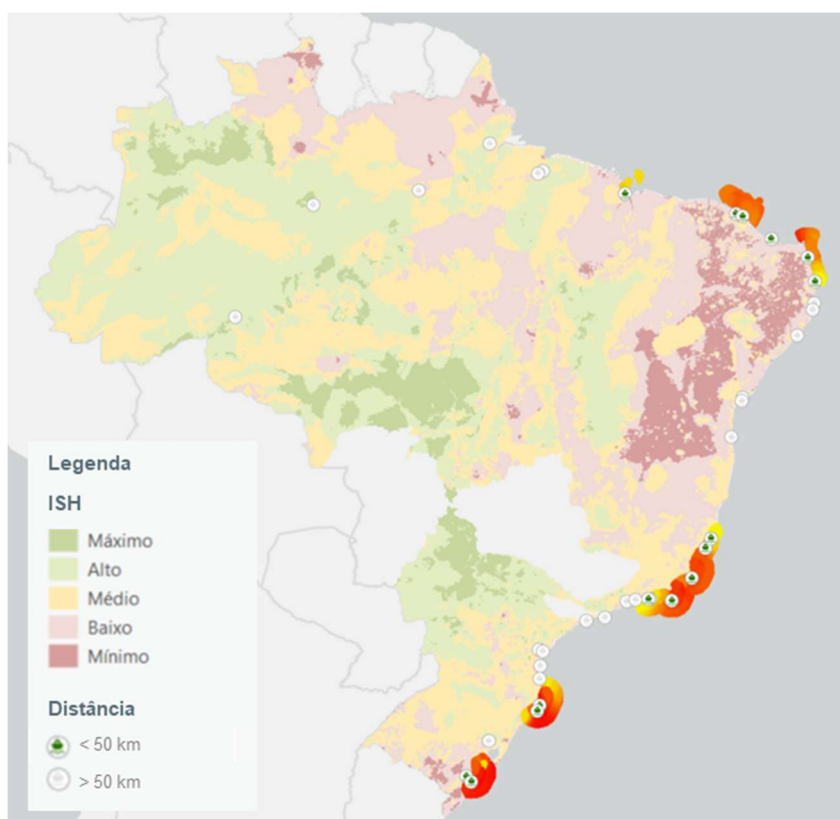 Legenda
ISH
Máximo
Alto
Médio
Baixo
Mínimo
Distância
< 50 km
> 50 km